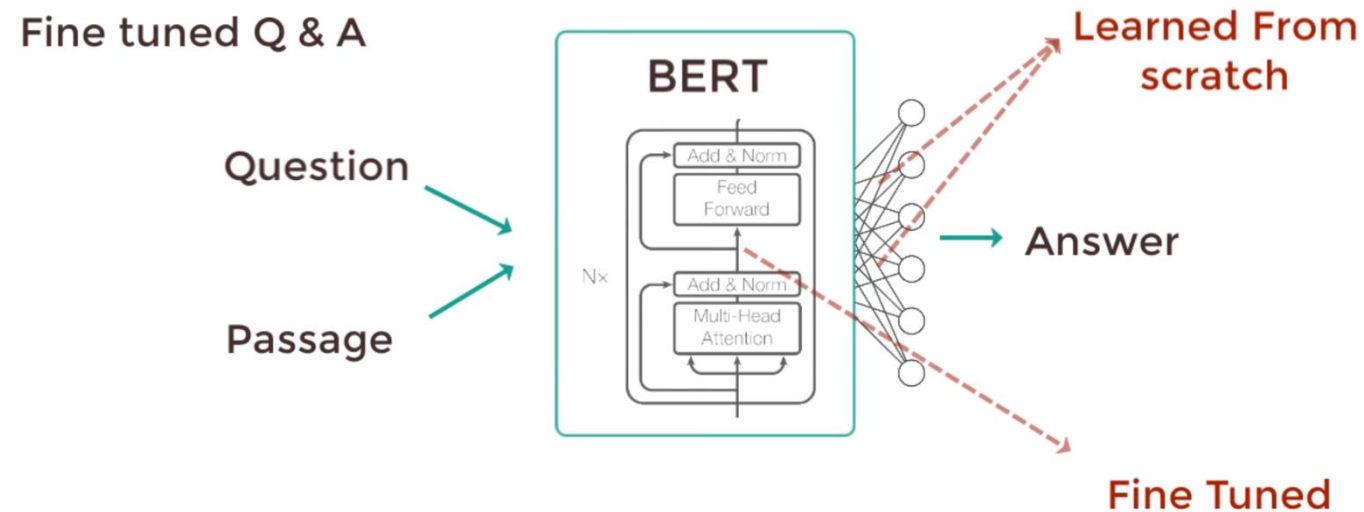 Fine tuned Q & A
Question
Passage
BERT
Add & Norm
Feed
Forward
Nx
Add & Norm
Multi-Head
Attention
Learned From
scratch
Answer
Fine Tuned